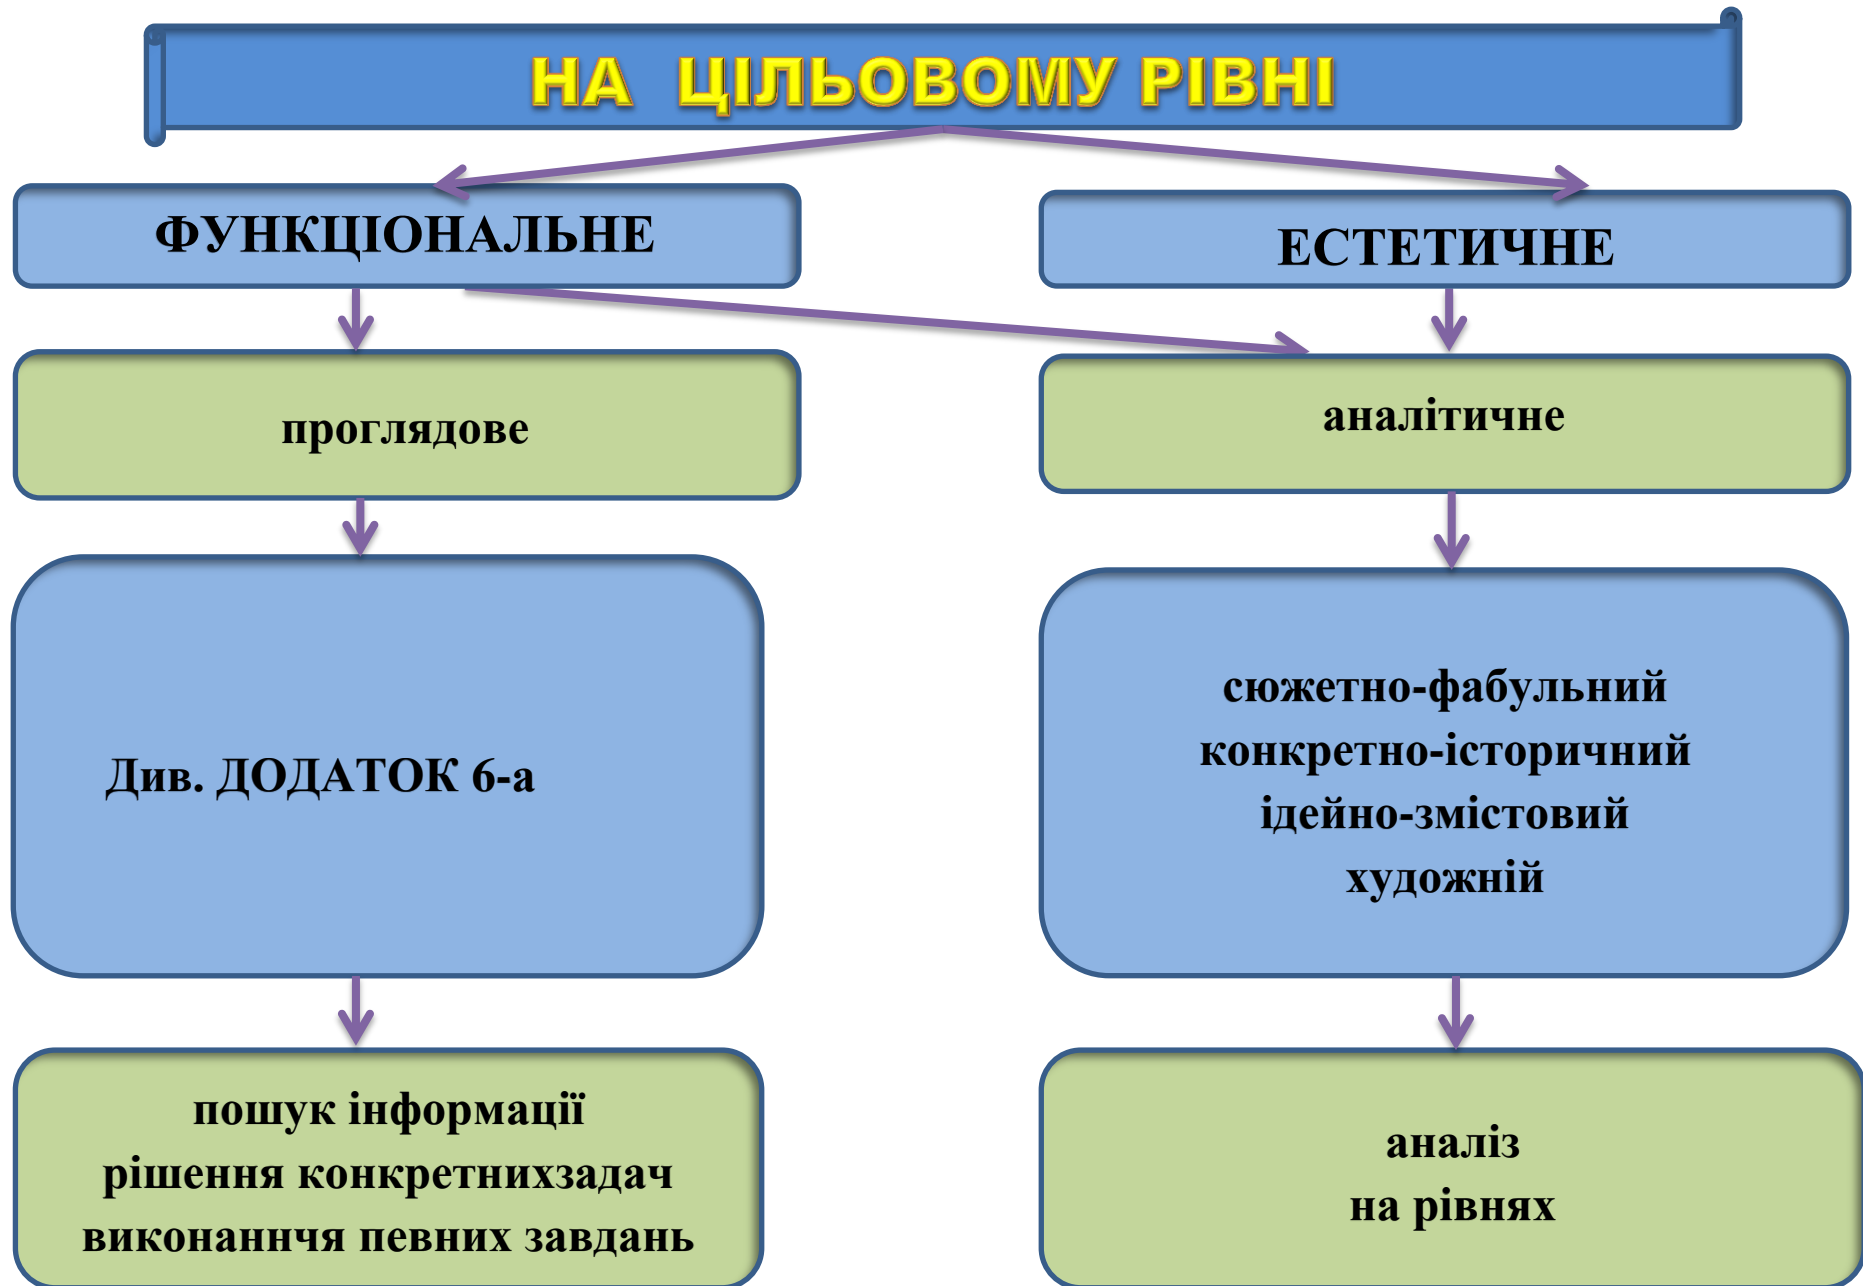 НА ЦІЛЬОВОМУ РІВНІ
ФУНКЦІОНАЛЬНЕ
ЕСТЕТИЧНЕ
проглядове
аналітичне
Див. ДОДАТОК 6-а
сюжетно-фабульний
конкретно-історичний
ідейно-змістовий
художній
пошук інформації
рішення конкретнихзадач
виконаннчя певних завдань
аналіз
на рівнях